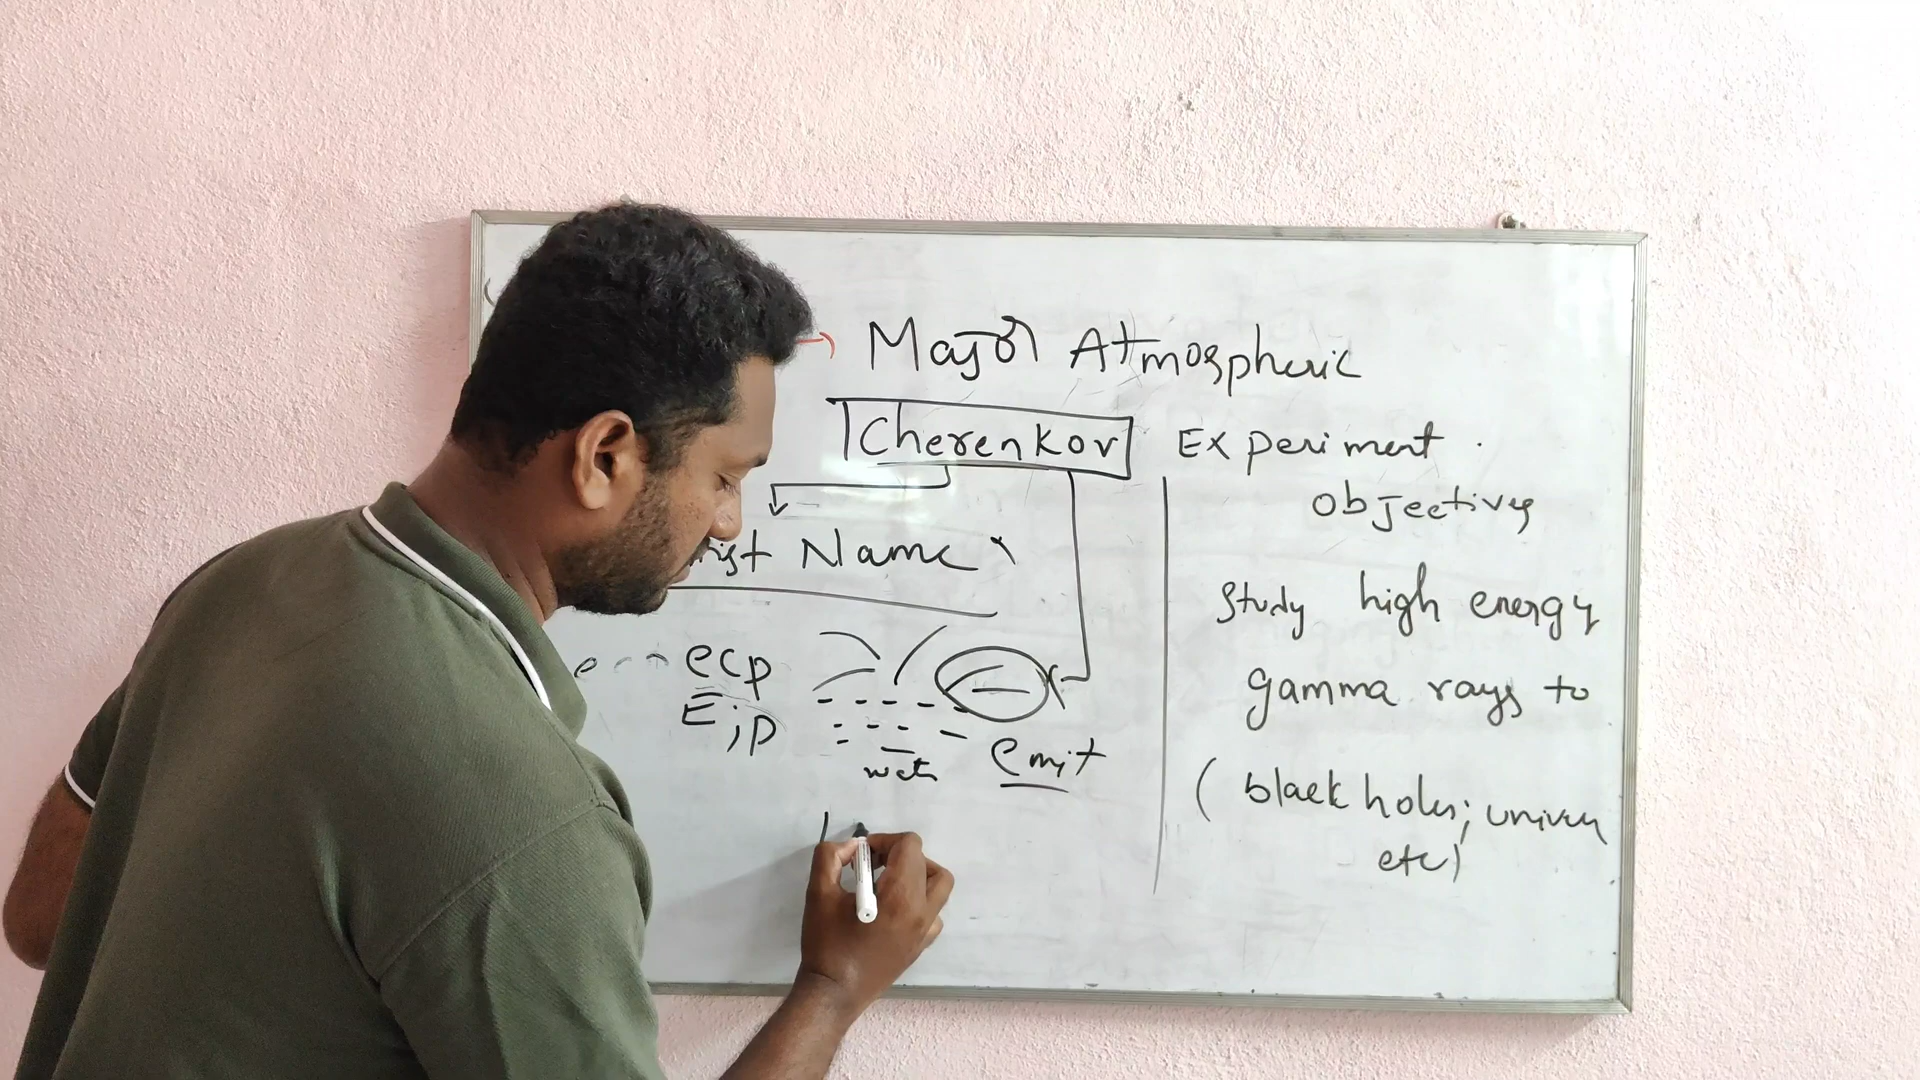 Major Atmospheric
Cherenkov Experiment.
Objectives
Name
Study high energy
ecp
gamma rays to
E;p
emit
(black holes; univer
etc)